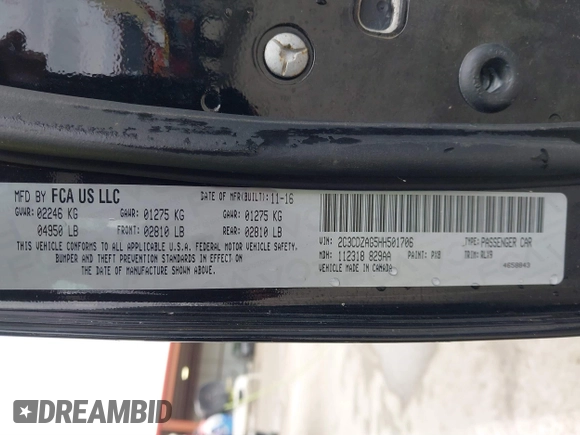 MFD BY FCA US LLC
DATE OF MFR(BUILT): 11-16
GVWR: 02246 KG GAWR: 01275 KG GAWR: 01275 KG
04950 LB FRONT: 02810 LB REAR: 02810 LB
THIS VEHICLE CONFORMS TO ALL APPLICABLE U.S.A. FEDERAL MOTOR VEHICLE SAFETY,
BUMPER AND THEFT PREVENTION STANDARDS IN EFFECT ON
THE DATE OF MANUFACTURE SHOWN ABOVE.
VIN: 2C3CDZAG5HH501706 TYPE: PASSENGER CAR
MDH: 112318 829AA PAINT: PX8 TRIM: RLX9
VEHICLE MADE IN CANADA
DREAMBID